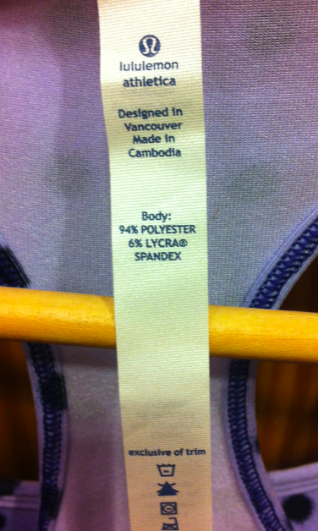 lululemon
athletica
Designed in
Vancouver
Made in
Cambodia
Body:
94% POLYESTER
6% LYCRA®
SPANDEX
exclusive of trim